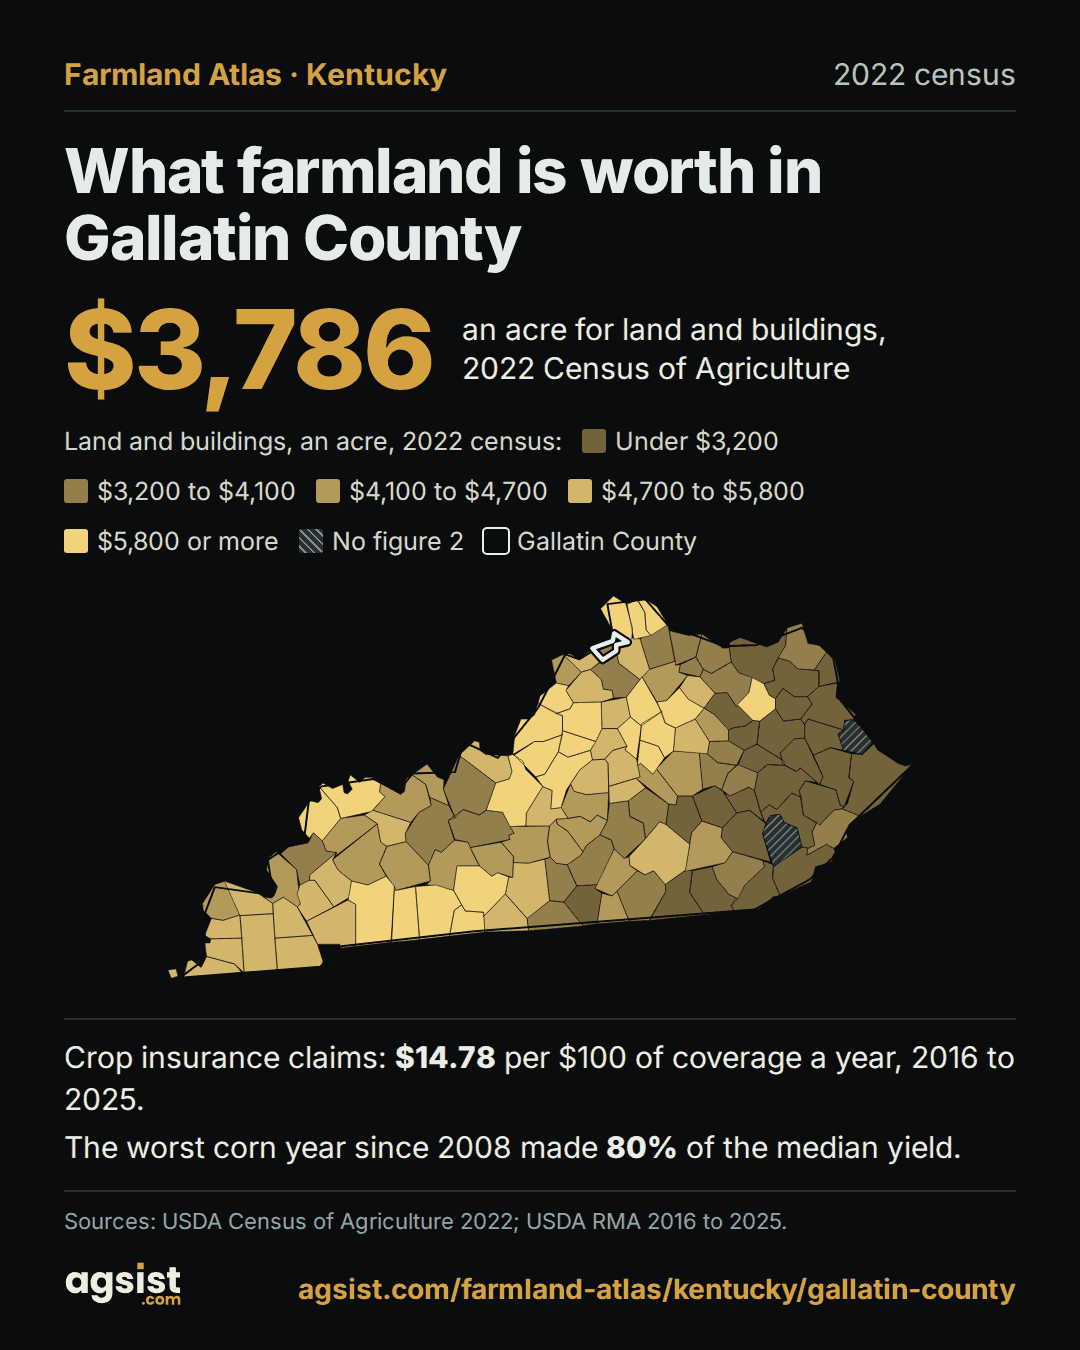 Farmland Atlas · Kentucky
2022 census
What farmland is worth in
Gallatin County
$3,786
an acre for land and buildings,
2022 Census of Agriculture
Land and buildings, an acre, 2022 census: Under $3,200
$3,200 to $4,100 $4,100 to $4,700 $4,700 to $5,800
$5,800 or more No figure 2 Gallatin County
Crop insurance claims: $14.78 per $100 of coverage a year, 2016 to
2025.
The worst corn year since 2008 made 80% of the median yield.
Sources: USDA Census of Agriculture 2022; USDA RMA 2016 to 2025.
agsist
.com
agsist.com/farmland-atlas/kentucky/gallatin-county